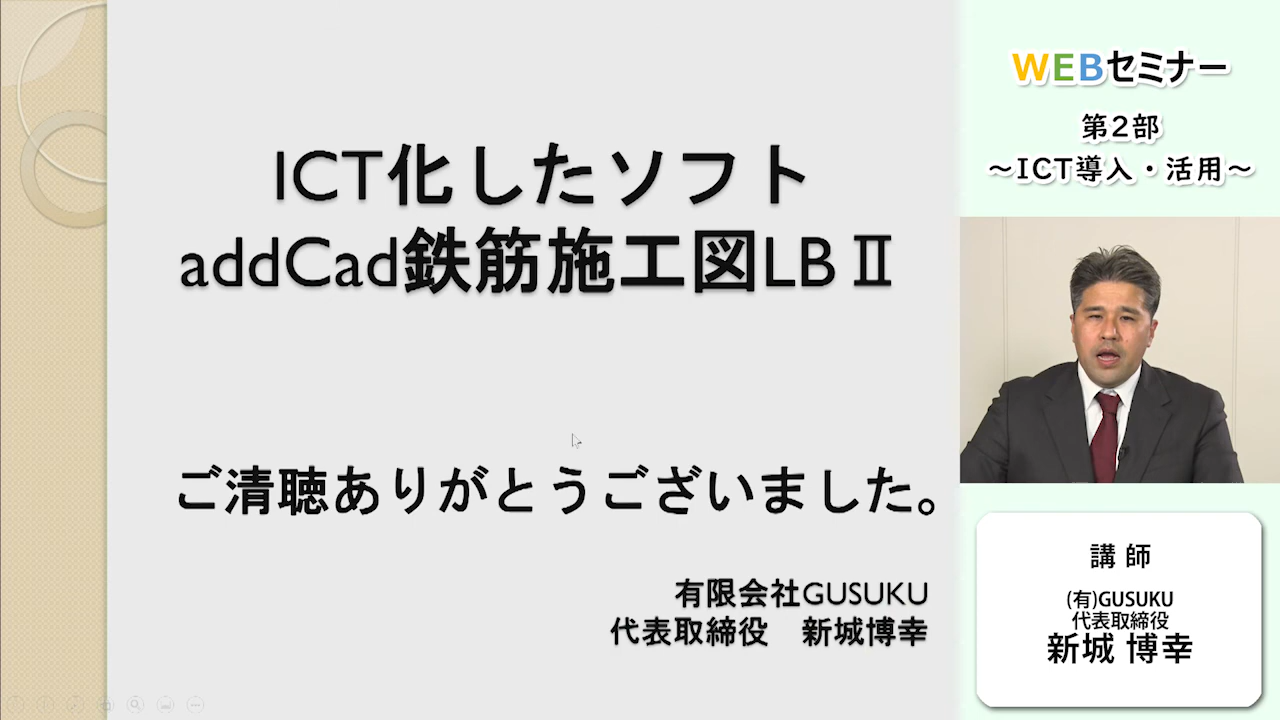 ICT化したソフト
addCad鉄筋施工図LBⅡ
ご清聴ありがとうございました。
有限会社GUSUKU
代表取締役　新城博幸
WEBセミナー
第2部
～ICT導入・活用～
講 師
(有)GUSUKU
代表取締役
新城 博幸